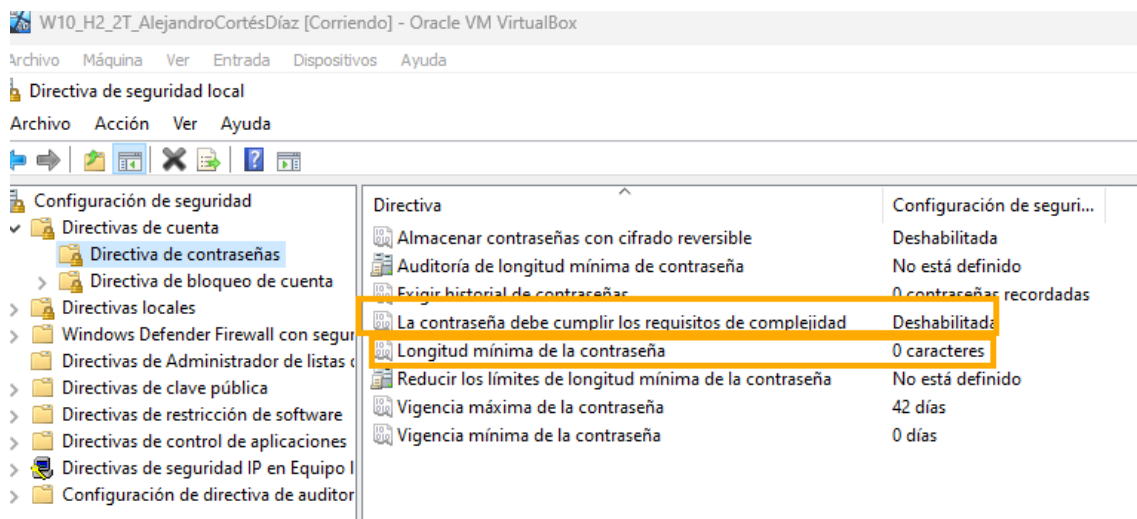 W10_H2_2T_AlejandroCortésDíaz [Corriendo] - Oracle VM VirtualBox
Archivo Máquina Ver Entrada Dispositivos Ayuda
Directiva de seguridad local
Archivo Acción Ver Ayuda
Configuración de seguridad
Directivas de cuenta
Directiva de contraseñas
Directiva de bloqueo de cuenta
Directivas locales
Windows Defender Firewall con segur
Directivas de Administrador de listas
Directivas de clave pública
Directivas de restricción de software
Directivas de control de aplicaciones
Directivas de seguridad IP en Equipo l
Configuración de directiva de auditor
Directiva Configuración de seguri...
Almacenar contraseñas con cifrado reversible Deshabilitada
Auditoría de longitud mínima de contraseña No está definido
Exigir historial de contraseñas 0 contraseñas recordadas
La contraseña debe cumplir los requisitos de complejidad Deshabilitada
Longitud mínima de la contraseña 0 caracteres
Reducir los límites de longitud mínima de la contraseña No está definido
Vigencia máxima de la contraseña 42 días
Vigencia mínima de la contraseña 0 días